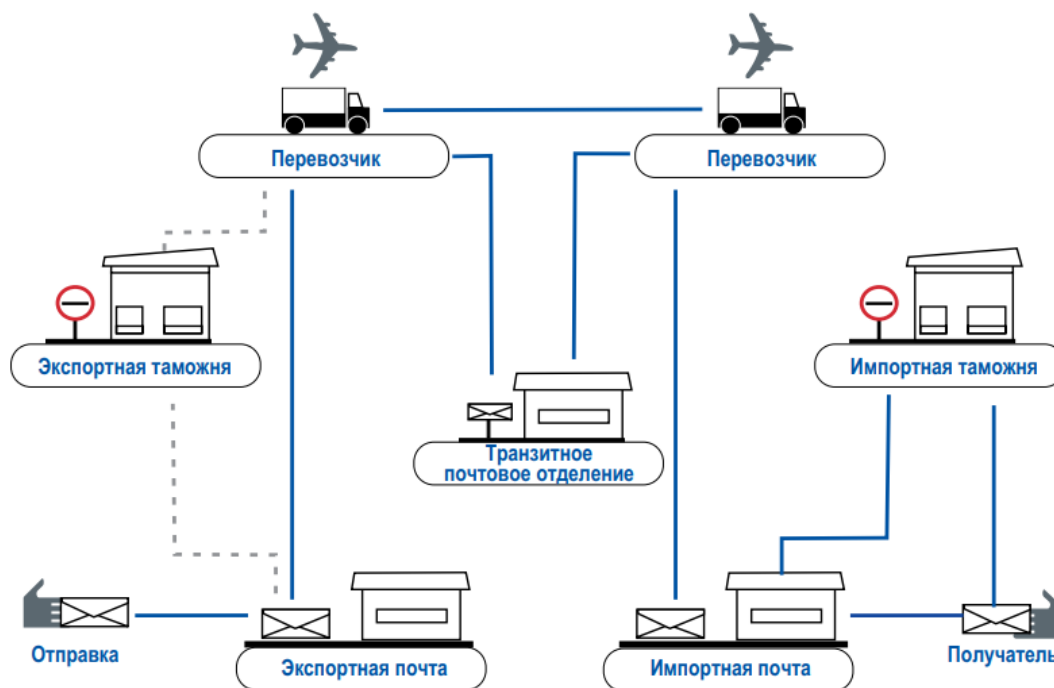 Перевозчик
Перевозчик
Экспортная таможня
Импортная таможня
Транзитное
почтовое отделение
Отправка
Экспортная почта
Импортная почта
Получатель